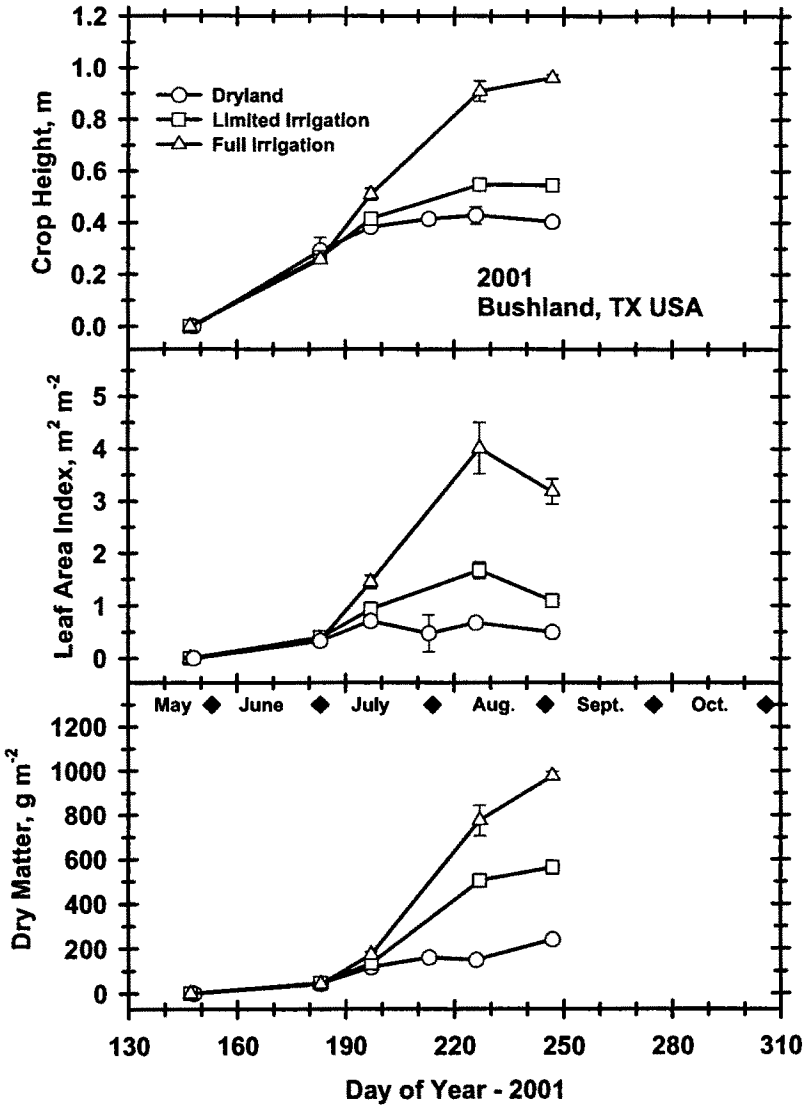 1.2
1.0
0.8
0.6
0.4
0.2
0.0
Crop Height, m
Dryland
Limited Irrigation
Full Irrigation
2001
Bushland, TX USA
5
4
3
2
1
0
Leaf Area Index, m² m⁻²
May ◆ June ◆ July ◆ Aug. ◆ Sept. ◆ Oct. ◆
1200
1000
800
600
400
200
0
Dry Matter, g m⁻²
130 160 190 220 250 280 310
Day of Year - 2001